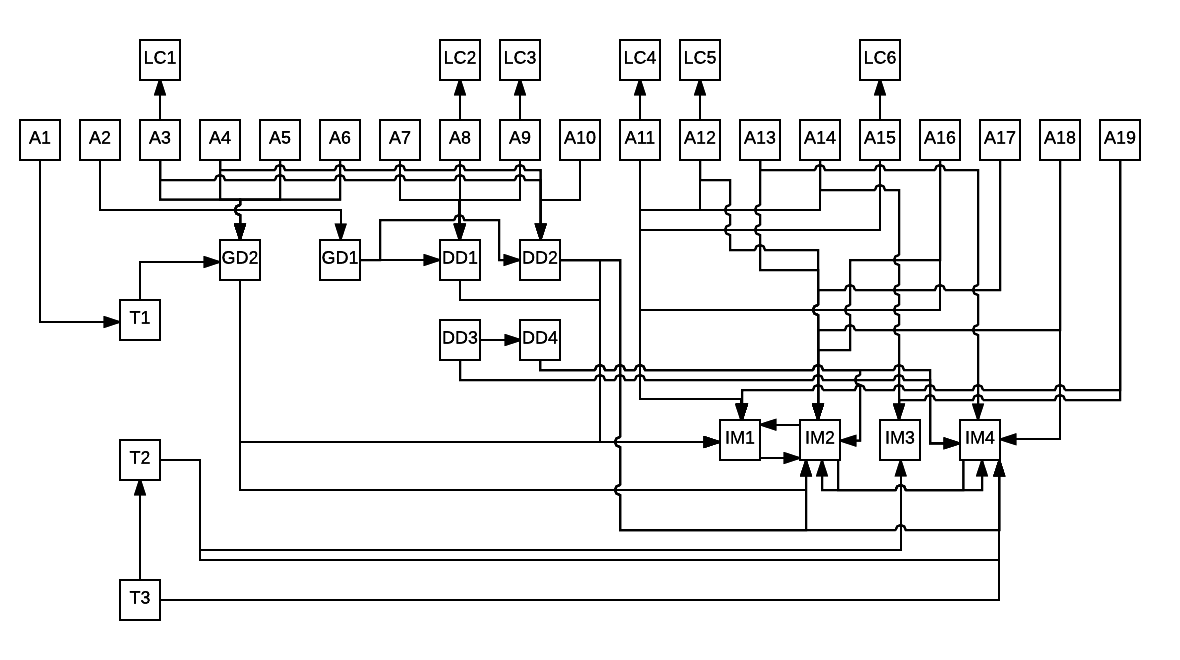 LC1 LC2 LC3 LC4 LC5 LC6
A1 A2 A3 A4 A5 A6 A7 A8 A9 A10 A11 A12 A13 A14 A15 A16 A17 A18 A19
GD2 GD1 DD1 DD2
T1
DD3 DD4
T2 IM1 IM2 IM3 IM4
T3